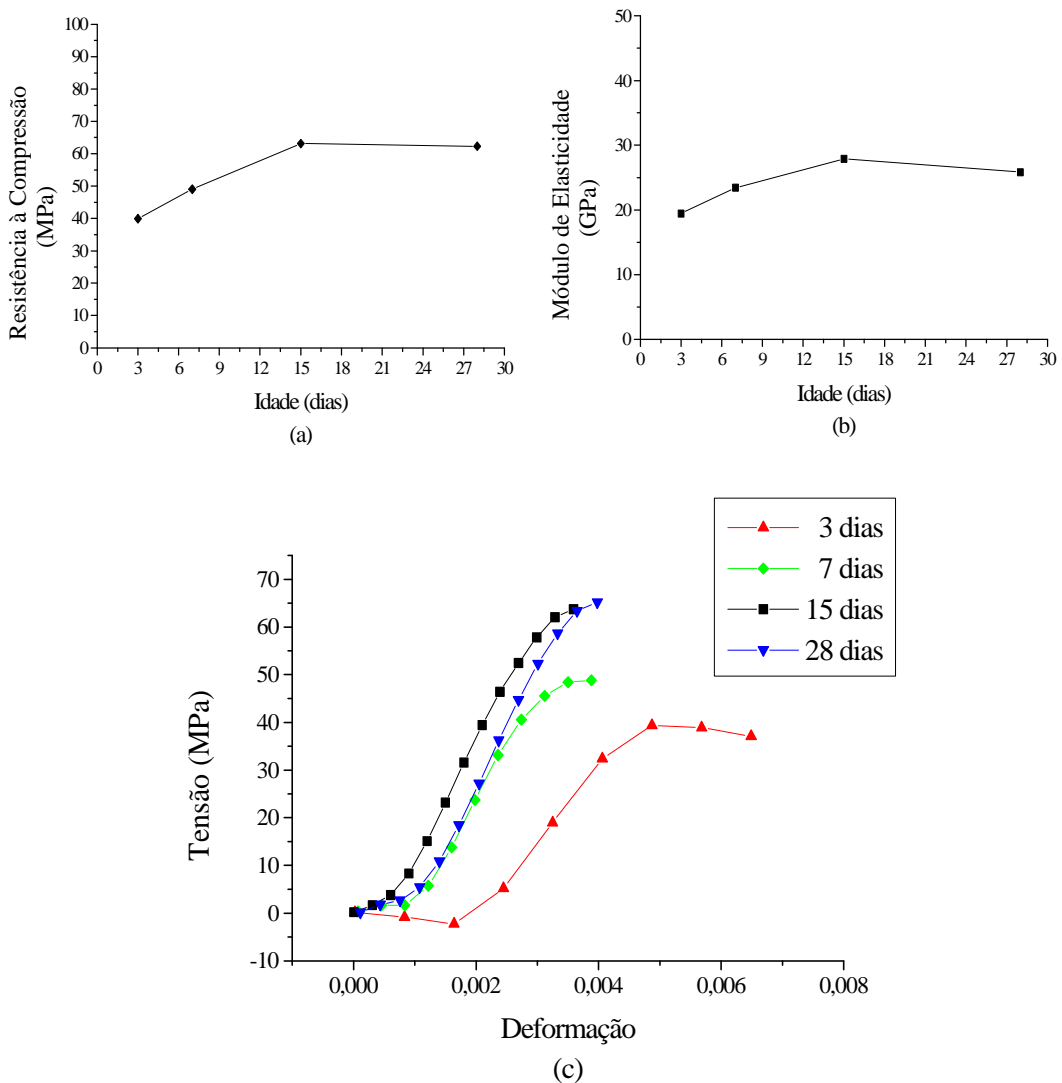 Resistência à Compressão
(MPa)
100
90
80
70
60
50
40
30
20
10
0
0 3 6 9 12 15 18 21 24 27 30
Idade (dias)
(a)
Módulo de Elasticidade
(GPa)
50
40
30
20
10
0
0 3 6 9 12 15 18 21 24 27 30
Idade (dias)
(b)
3 dias
7 dias
15 dias
28 dias
Tensão (MPa)
70
60
50
40
30
20
10
0
-10
0,000 0,002 0,004 0,006 0,008
Deformação
(c)